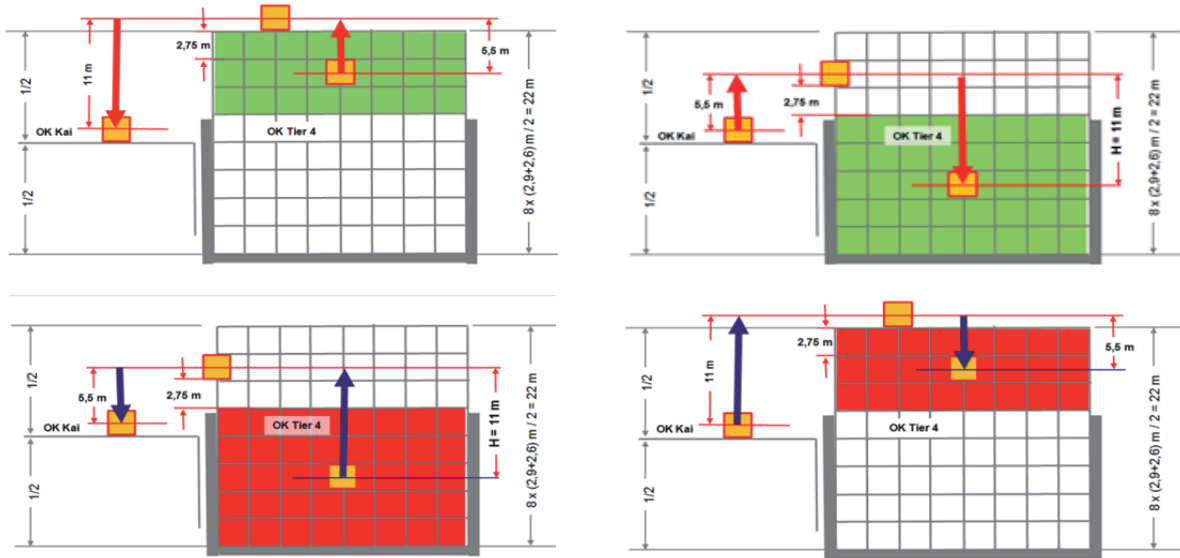 2,75 m
5,5 m
11 m
1/2
OK Kai
OK Tier 4
1/2
8 x (2,9+2,6) m / 2 = 22 m
1/2
5,5 m
2,75 m
OK Kai
OK Tier 4
H = 11 m
1/2
8 x (2,9+2,6) m / 2 = 22 m
1/2
5,5 m
2,75 m
OK Kai
OK Tier 4
H = 11 m
1/2
8 x (2,9+2,6) m / 2 = 22 m
1/2
11 m
2,75 m
5,5 m
OK Kai
OK Tier 4
1/2
8 x (2,9+2,6) m / 2 = 22 m